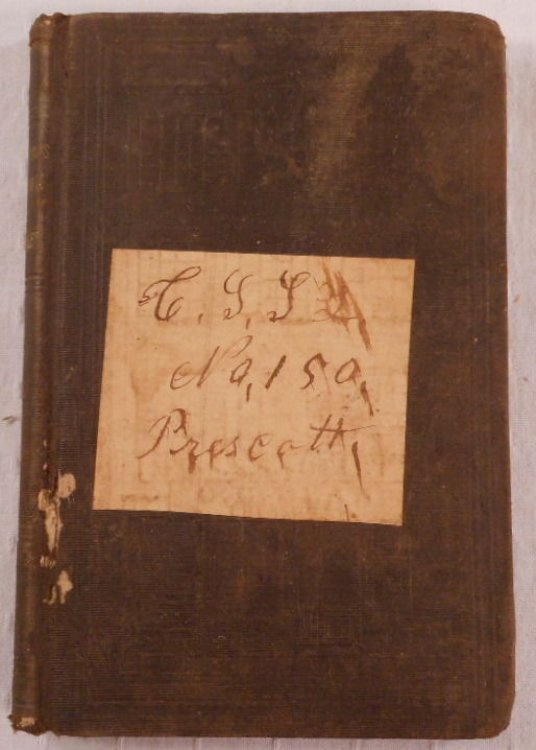 C. S, S
No, 150,
Prescott,